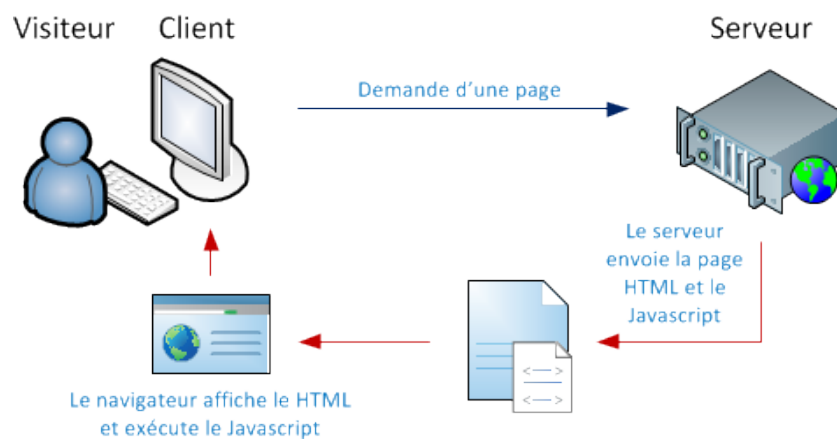 Visiteur Client Serveur
Demande d'une page
Le serveur
envoie la page
HTML et le
Javascript
<—>
<—>
Le navigateur affiche le HTML
et exécute le Javascript